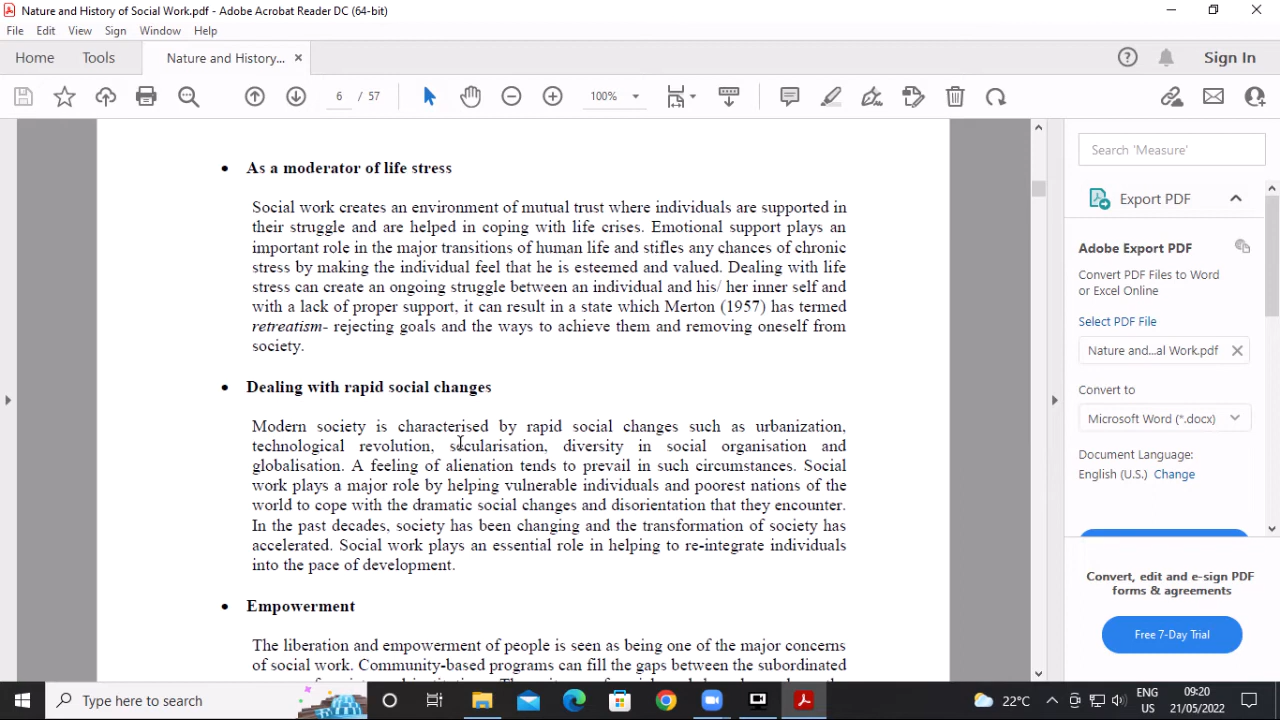 Nature and History of Social Work.pdf - Adobe Acrobat Reader DC (64-bit)
File Edit View Sign Window Help
Home Tools Nature and History... × Sign In
6 / 57 100%
• As a moderator of life stress
Social work creates an environment of mutual trust where individuals are supported in
their struggle and are helped in coping with life crises. Emotional support plays an
important role in the major transitions of human life and stifles any chances of chronic
stress by making the individual feel that he is esteemed and valued. Dealing with life
stress can create an ongoing struggle between an individual and his/ her inner self and
with a lack of proper support, it can result in a state which Merton (1957) has termed
retreatism- rejecting goals and the ways to achieve them and removing oneself from
society.
• Dealing with rapid social changes
Modern society is characterised by rapid social changes such as urbanization,
technological revolution, secularisation, diversity in social organisation and
globalisation. A feeling of alienation tends to prevail in such circumstances. Social
work plays a major role by helping vulnerable individuals and poorest nations of the
world to cope with the dramatic social changes and disorientation that they encounter.
In the past decades, society has been changing and the transformation of society has
accelerated. Social work plays an essential role in helping to re-integrate individuals
into the pace of development.
• Empowerment
The liberation and empowerment of people is seen as being one of the major concerns
of social work. Community-based programs can fill the gaps between the subordinated
Search 'Measure'
Export PDF
Adobe Export PDF
Convert PDF Files to Word
or Excel Online
Select PDF File
Nature and...al Work.pdf
Convert to
Microsoft Word (*.docx)
Document Language:
English (U.S.) Change
Convert, edit and e-sign PDF
forms & agreements
Free 7-Day Trial
Type here to search
22°C
ENG
US
09:20
21/05/2022